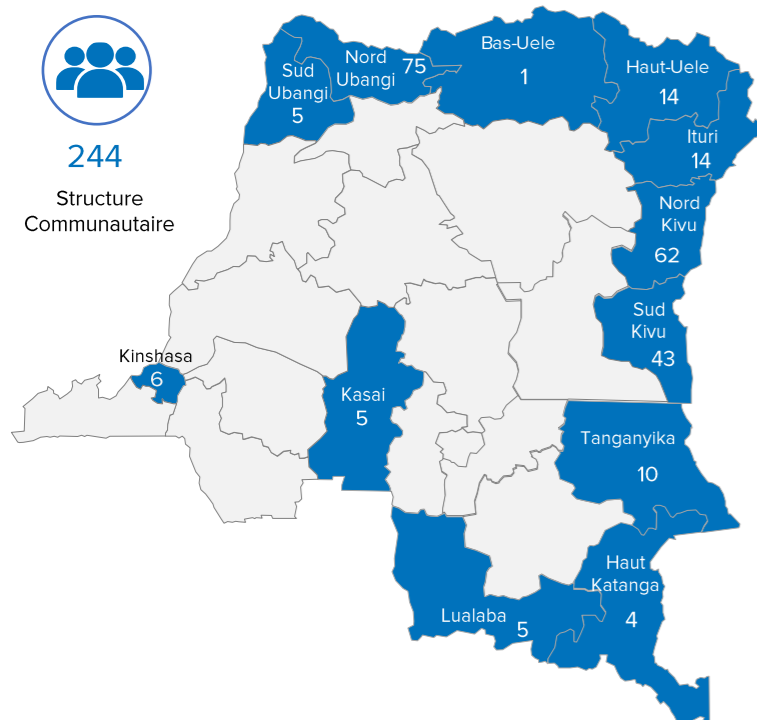 244
Structure
Communautaire
Sud
Ubangi
5
Nord
Ubangi
75
Bas-Uele
1
Haut-Uele
14
Ituri
14
Nord
Kivu
62
Sud
Kivu
43
Kinshasa
6
Kasai
5
Tanganyika
10
Haut
Katanga
4
Lualaba
5